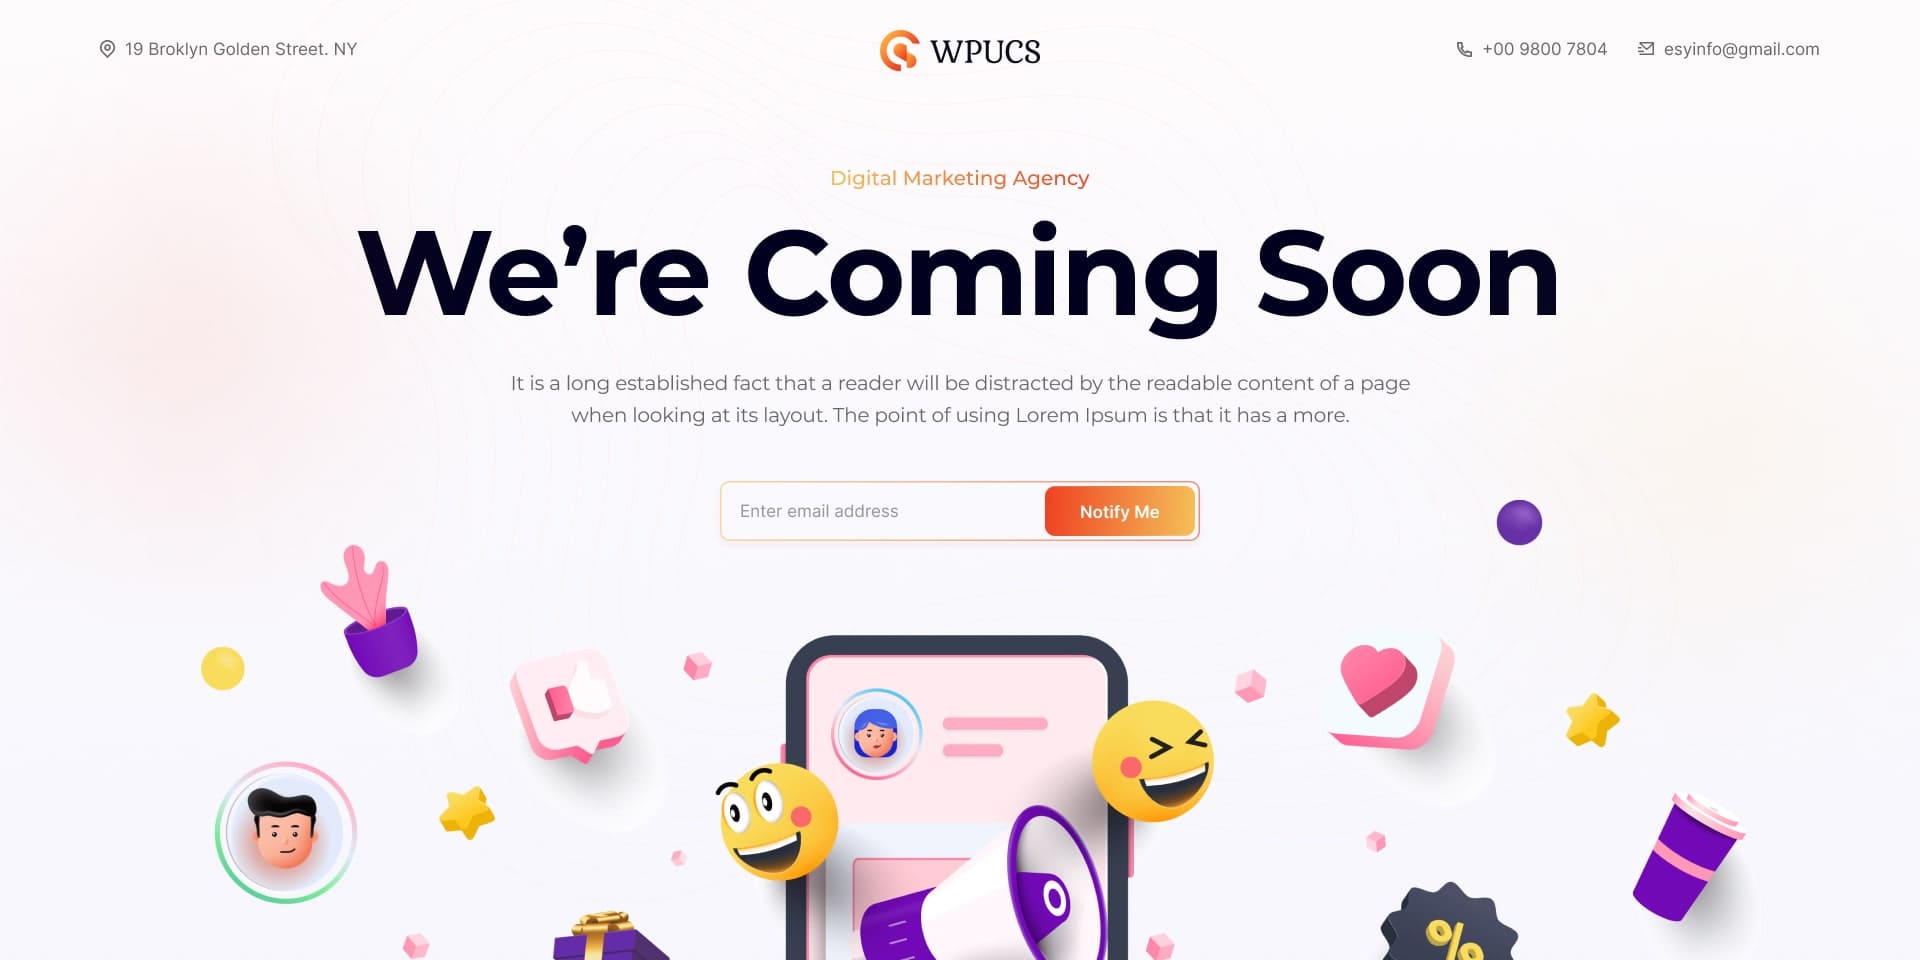 19 Broklyn Golden Street. NY
WPUCS
+00 9800 7804
esyinfo@gmail.com
Digital Marketing Agency
We’re Coming Soon
It is a long established fact that a reader will be distracted by the readable content of a page
when looking at its layout. The point of using Lorem Ipsum is that it has a more.
Enter email address
Notify Me
%